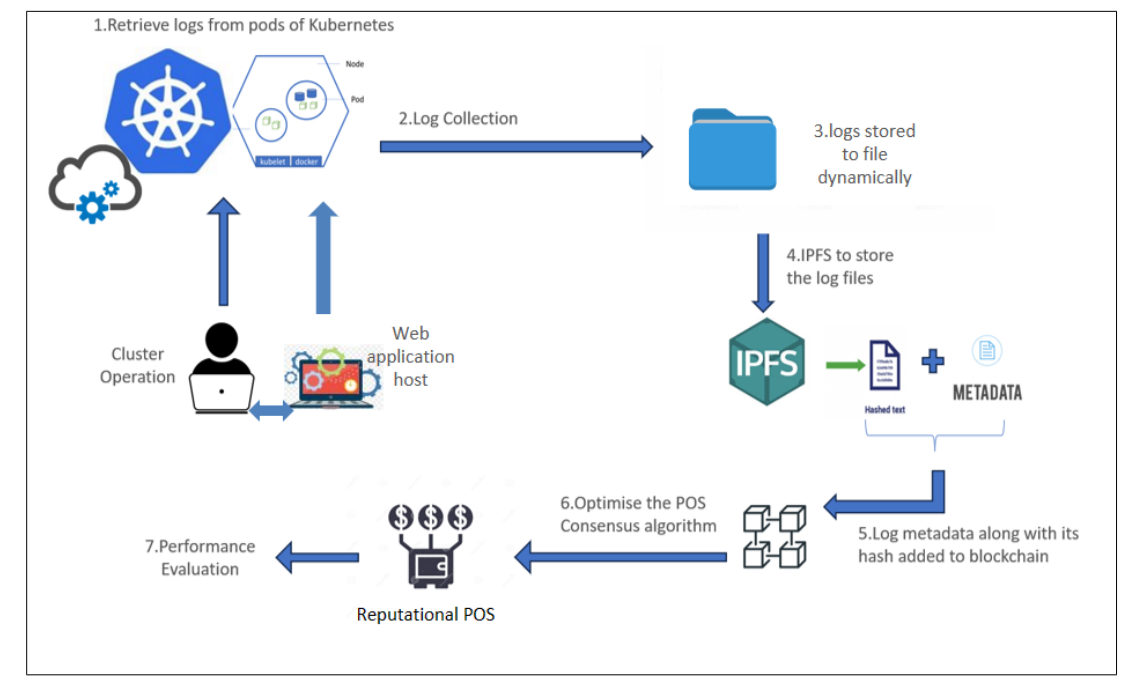 1.Retrieve logs from pods of Kubernetes
Node
Pod
kubelet
docker
2.Log Collection
3.logs stored
to file
dynamically
4.IPFS to store
the log files
Cluster
Operation
Web
application
host
IPFS
Hashed text
METADATA
5.Log metadata along with its
hash added to blockchain
6.Optimise the POS
Consensus algorithm
Reputational POS
7.Performance
Evaluation